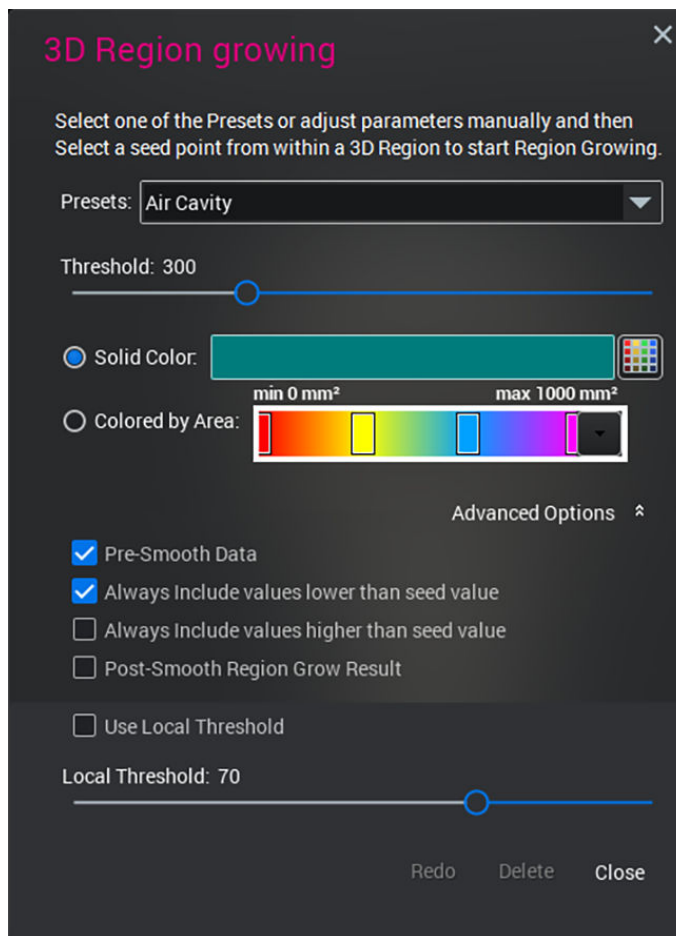 3D Region growing
Select one of the Presets or adjust parameters manually and then
Select a seed point from within a 3D Region to start Region Growing.
Presets: Air Cavity
Threshold: 300
Solid Color:
min 0 mm² max 1000 mm²
Colored by Area:
Advanced Options
Pre-Smooth Data
Always Include values lower than seed value
Always Include values higher than seed value
Post-Smooth Region Grow Result
Use Local Threshold
Local Threshold: 70
Redo Delete Close